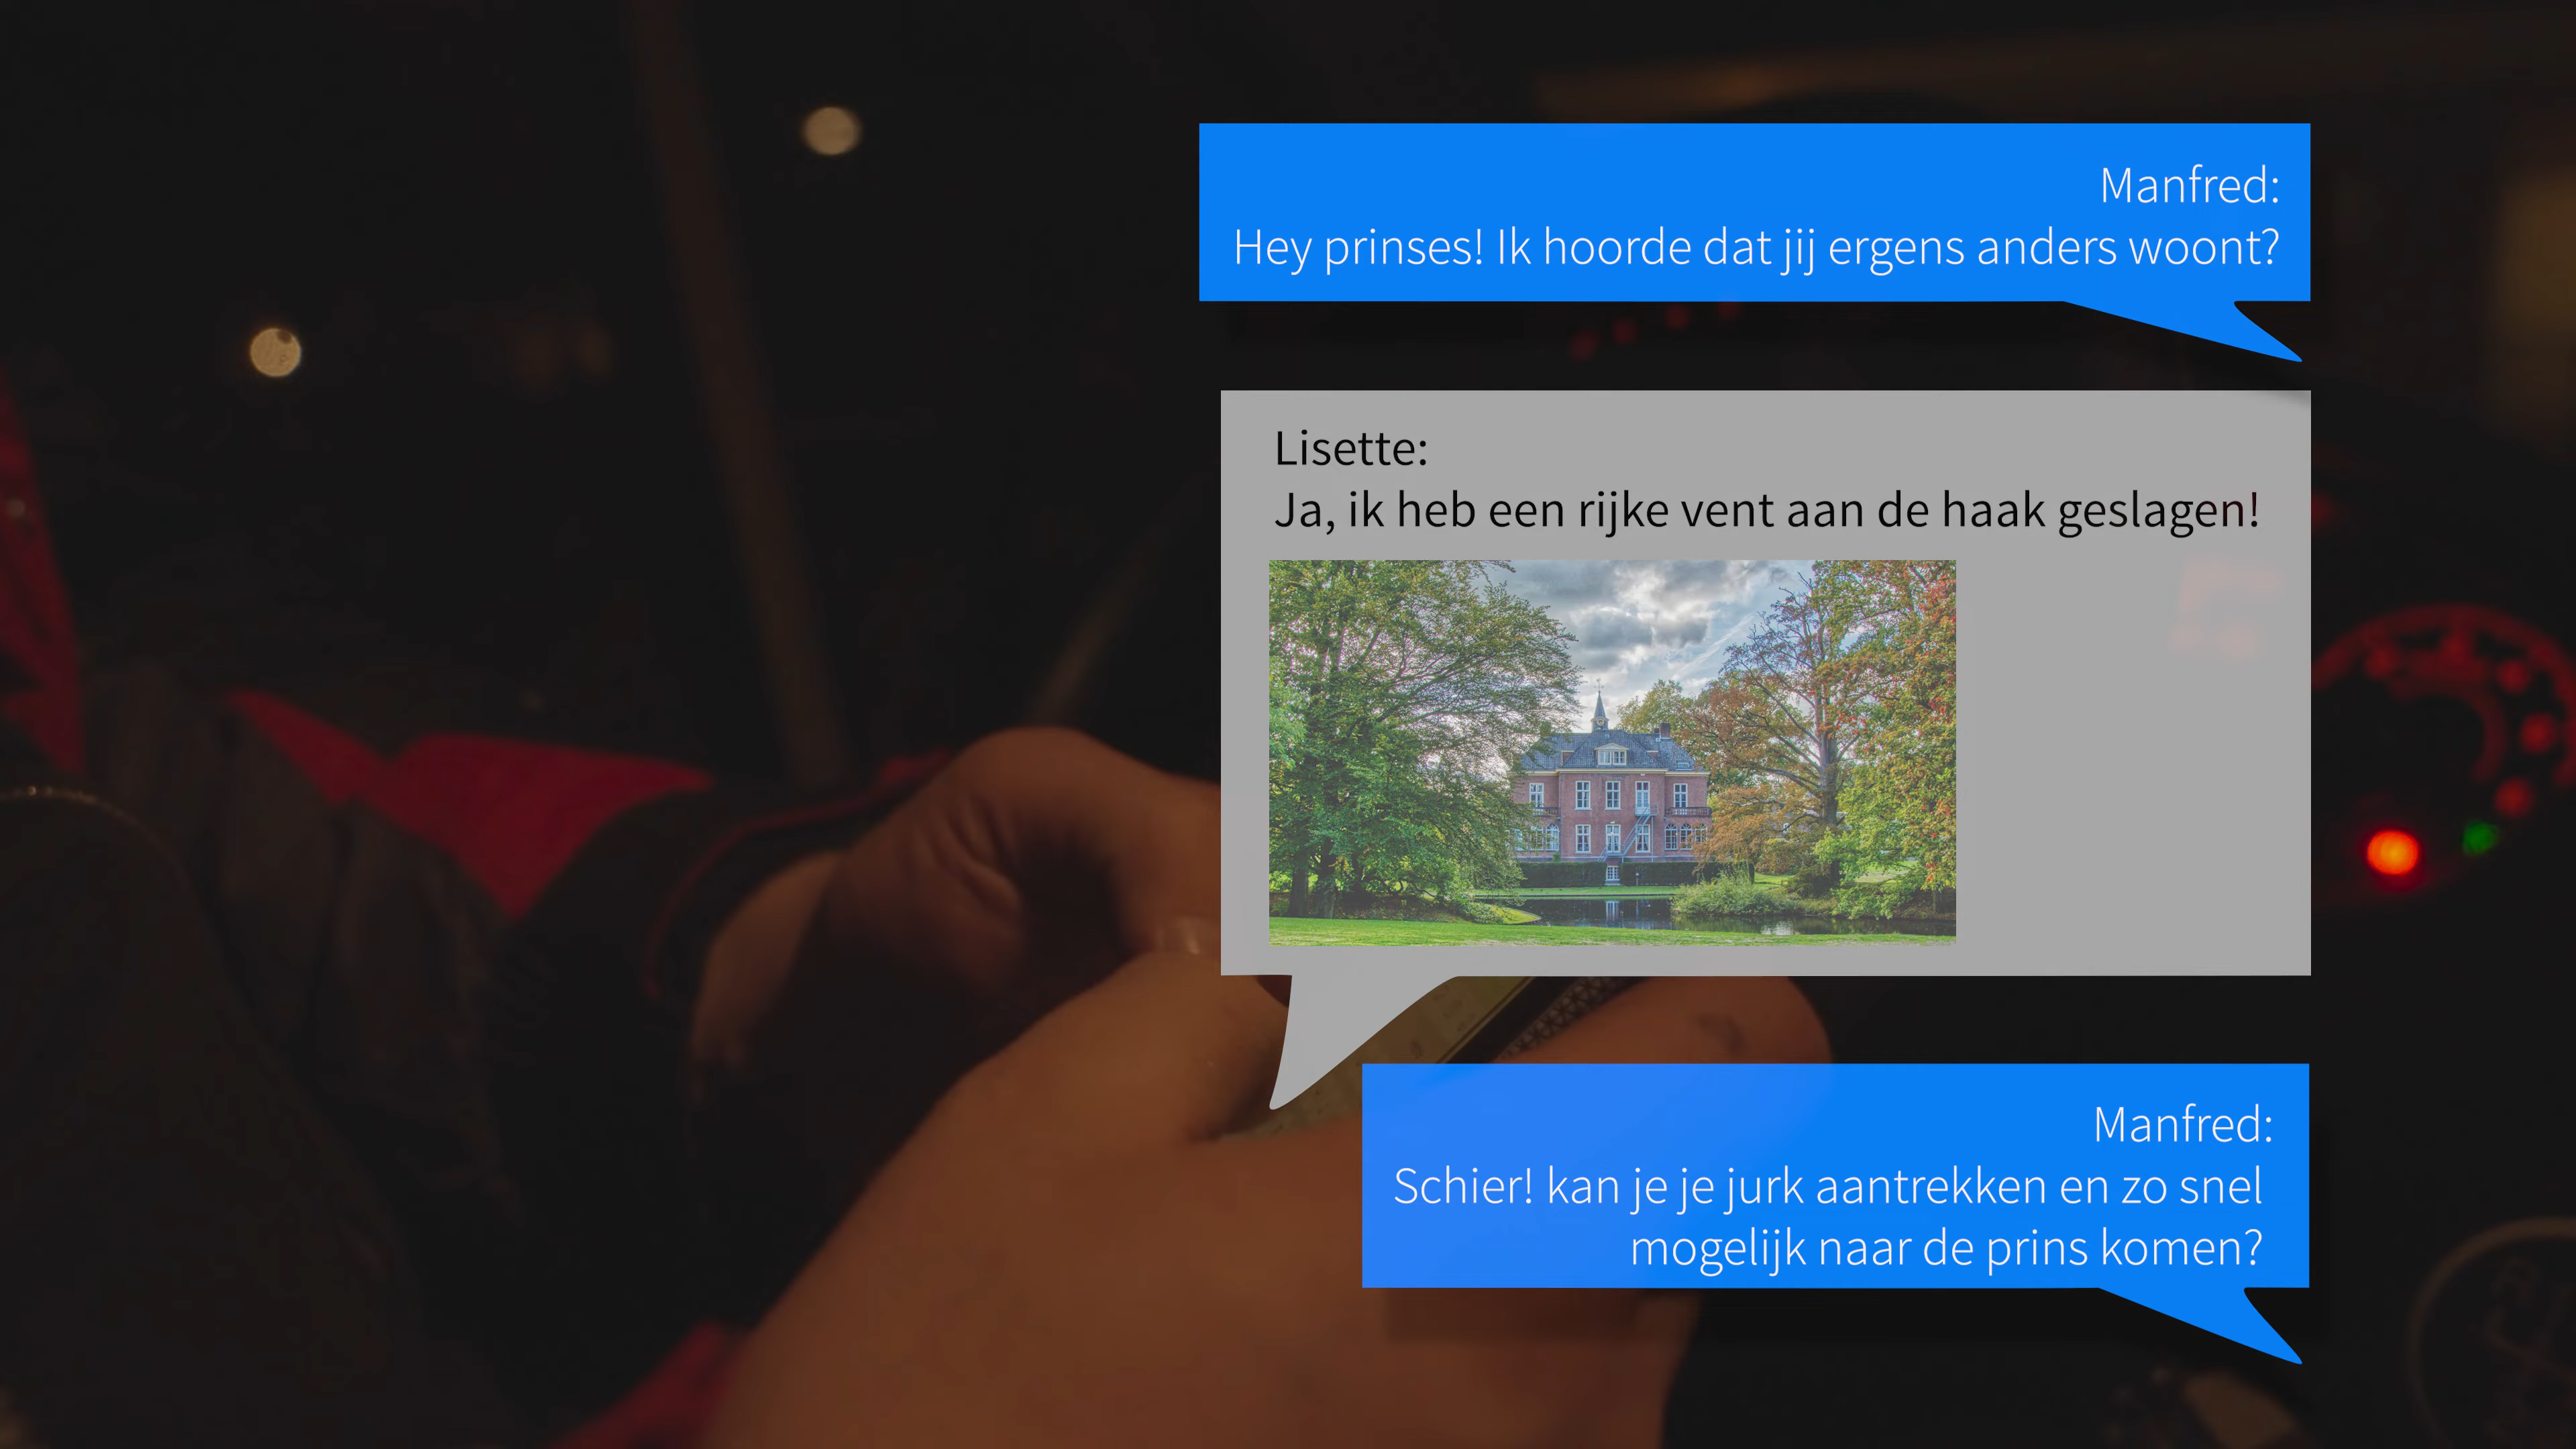 Manfred:
Hey prinses! Ik hoorde dat jij ergens anders woont?
Lisette:
Ja, ik heb een rijke vent aan de haak geslagen!
Manfred:
Schier! kan je je jurk aantrekken en zo snel
mogelijk naar de prins komen?